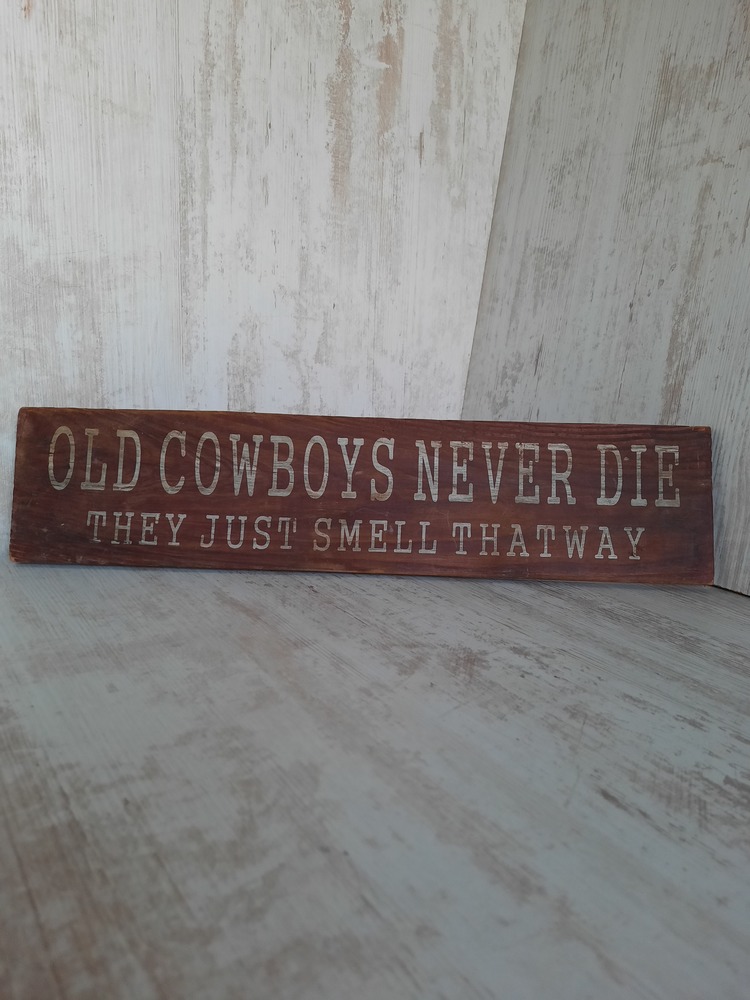 OLD COWBOYS NEVER DIE
THEY JUST SMELL THATWAY